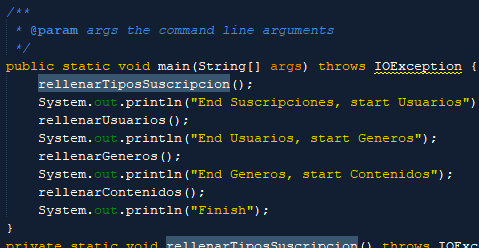 /**
* @param args the command line arguments
*/
public static void main(String[] args) throws IOException {
rellenarTiposSuscripcion();
System.out.println("End Suscripciones, start Usuarios")
rellenarUsuarios();
System.out.println("End Usuarios, start Generos");
rellenarGeneros();
System.out.println("End Generos, start Contenidos");
rellenarContenidos();
System.out.println("Finish");
}
private static void rellenarTiposSuscripcion() throws IOExc